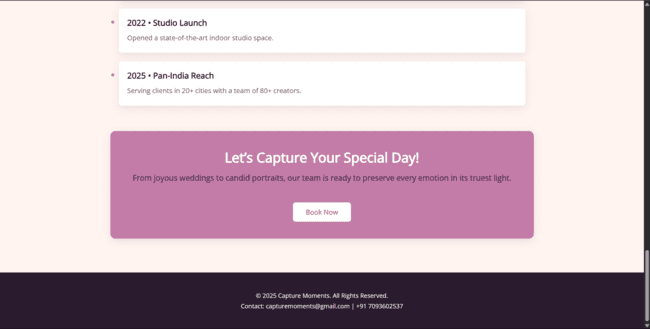 2022 • Studio Launch
Opened a state-of-the-art indoor studio space.
2025 • Pan-India Reach
Serving clients in 20+ cities with a team of 80+ creators.
Let’s Capture Your Special Day!
From joyous weddings to candid portraits, our team is ready to preserve every emotion in its truest light.
Book Now
© 2025 Capture Moments. All Rights Reserved.
Contact: capturemoments@gmail.com | +91 7093602537